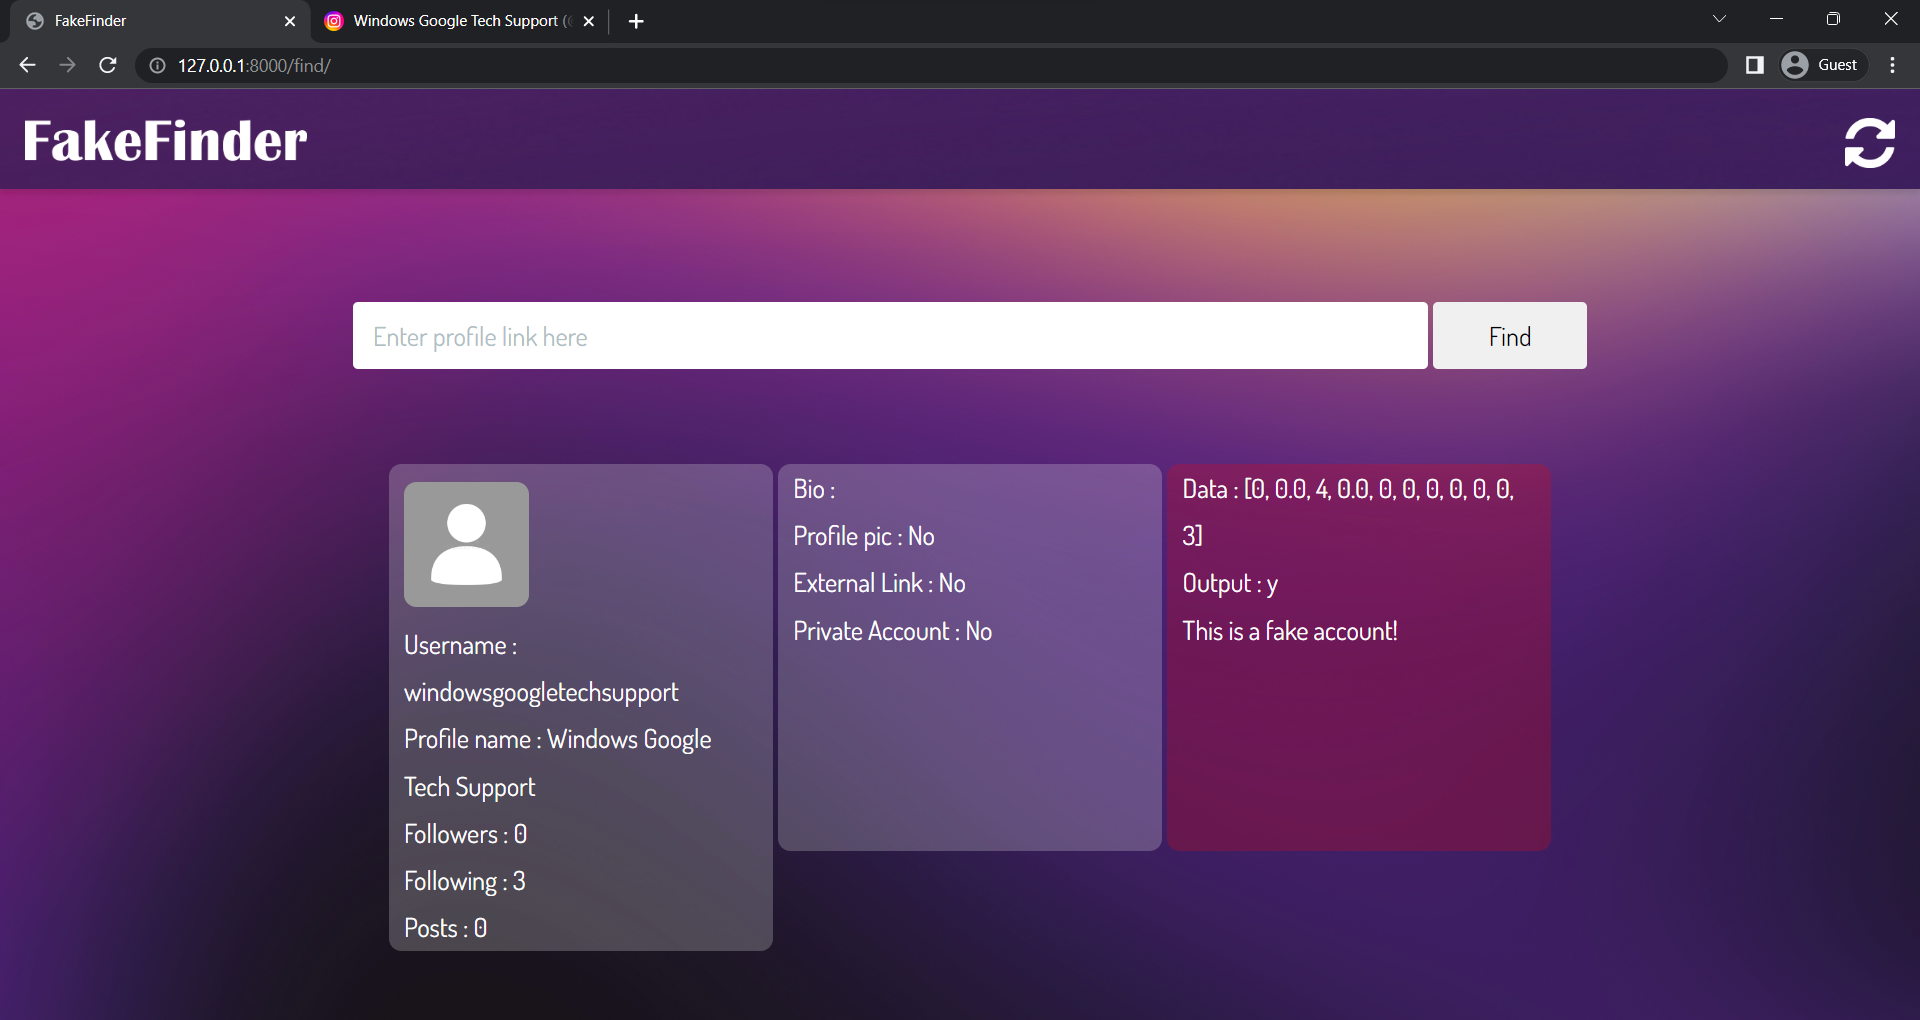 FakeFinder
Windows Google Tech Support (
127.0.0.1:8000/find/
Guest
FakeFinder
Enter profile link here
Find
Username :
windowsgoogletechsupport
Profile name : Windows Google
Tech Support
Followers : 0
Following : 3
Posts : 0
Bio :
Profile pic : No
External Link : No
Private Account : No
Data : [0, 0.0, 4, 0.0, 0, 0, 0, 0, 0, 0,
3]
Output : y
This is a fake account!